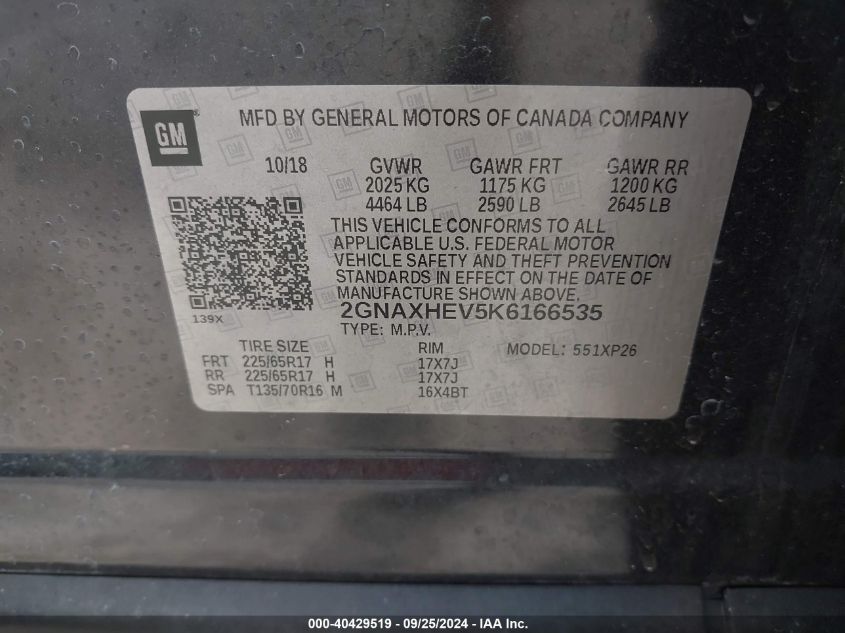 GM
MFD BY GENERAL MOTORS OF CANADA COMPANY
10/18 GVWR GAWR FRT GAWR RR
2025 KG 1175 KG 1200 KG
4464 LB 2590 LB 2645 LB
THIS VEHICLE CONFORMS TO ALL
APPLICABLE U.S. FEDERAL MOTOR
VEHICLE SAFETY AND THEFT PREVENTION
STANDARDS IN EFFECT ON THE DATE OF
MANUFACTURE SHOWN ABOVE.
139X
2GNAXHEV5K6166535
TYPE: M.P.V.
TIRE SIZE RIM MODEL: 551XP26
FRT 225/65R17 H 17X7J
RR 225/65R17 H 17X7J
SPA T135/70R16 M 16X4BT
000-40429519 - 09/25/2024 - IAA Inc.